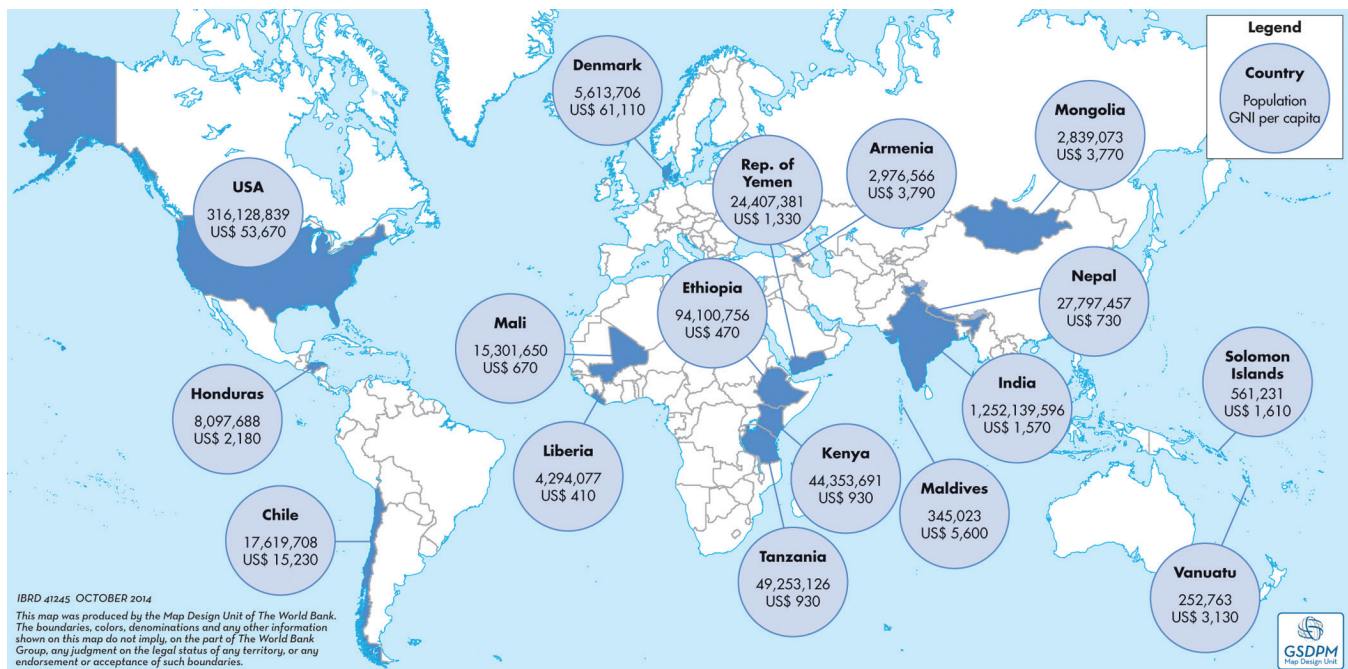 Legend
Country
Population
GNI per capita
Denmark
5,613,706
US$ 61,110
Mongolia
2,839,073
US$ 3,770
Armenia
2,976,566
US$ 3,790
Rep. of
Yemen
24,407,381
US$ 1,330
USA
316,128,839
US$ 53,670
Nepal
27,797,457
US$ 730
Ethiopia
94,100,756
US$ 470
Mali
15,301,650
US$ 670
Solomon
Islands
561,231
US$ 1,610
India
1,252,139,596
US$ 1,570
Honduras
8,097,688
US$ 2,180
Liberia
4,294,077
US$ 410
Kenya
44,353,691
US$ 930
Maldives
345,023
US$ 5,600
Chile
17,619,708
US$ 15,230
Tanzania
49,253,126
US$ 930
Vanuatu
252,763
US$ 3,130
IBRD 41245 OCTOBER 2014
This map was produced by the Map Design Unit of The World Bank.
The boundaries, colors, denominations and any other information
shown on this map do not imply, on the part of The World Bank
Group, any judgment on the legal status of any territory, or any
endorsement or acceptance of such boundaries.
GSDPM
Map Design Unit